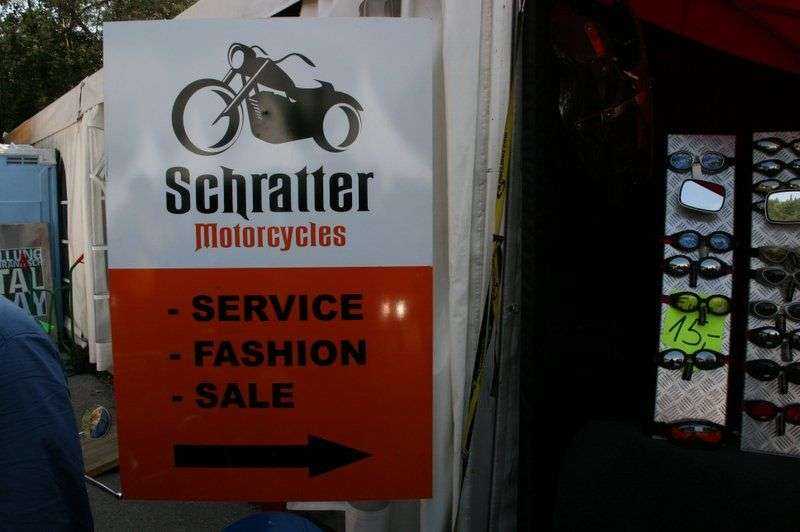 Schratter
Motorcycles
- SERVICE
- FASHION
- SALE
15,-